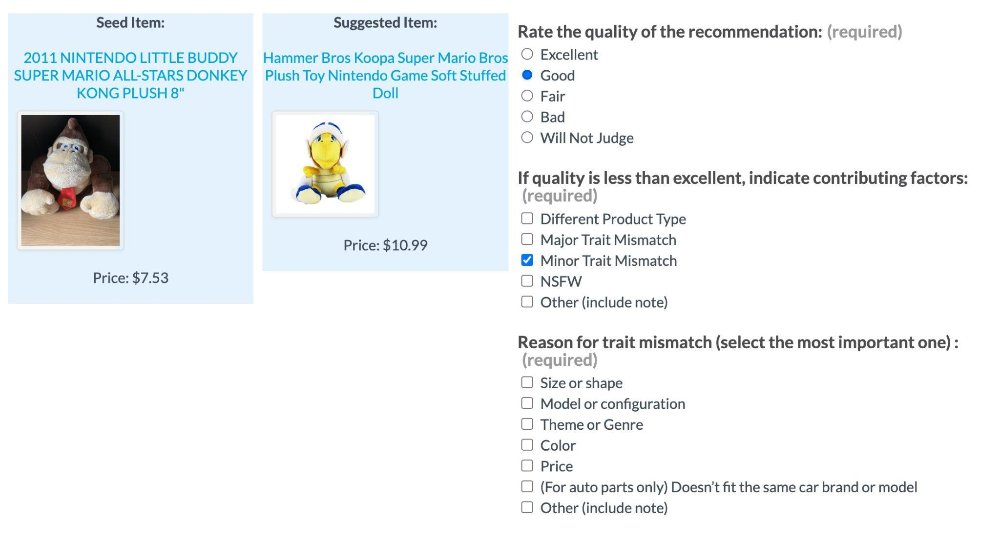 Seed Item:
2011 NINTENDO LITTLE BUDDY
SUPER MARIO ALL-STARS DONKEY
KONG PLUSH 8"
DK
Price: $7.53
Suggested Item:
Hammer Bros Koopa Super Mario Bros
Plush Toy Nintendo Game Soft Stuffed
Doll
Price: $10.99
Rate the quality of the recommendation: (required)
Excellent
Good
Fair
Bad
Will Not Judge
If quality is less than excellent, indicate contributing factors:
(required)
Different Product Type
Major Trait Mismatch
Minor Trait Mismatch
NSFW
Other (include note)
Reason for trait mismatch (select the most important one) :
(required)
Size or shape
Model or configuration
Theme or Genre
Color
Price
(For auto parts only) Doesn’t fit the same car brand or model
Other (include note)